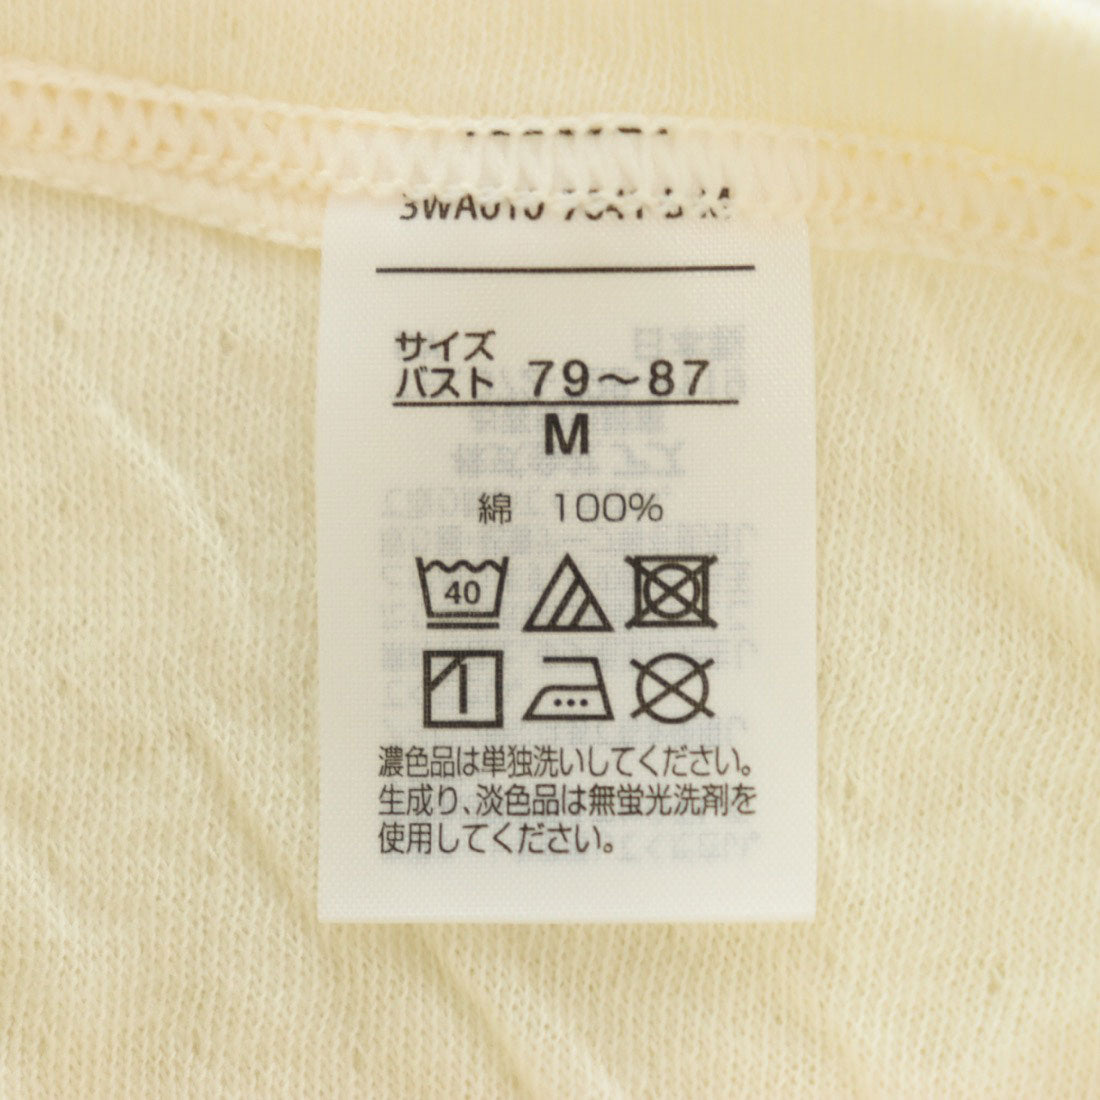 サイズ
バスト 79〜87
M
綿 100%
40
濃色品は単独洗いしてください。
生成り、淡色品は無蛍光洗剤を
使用してください。